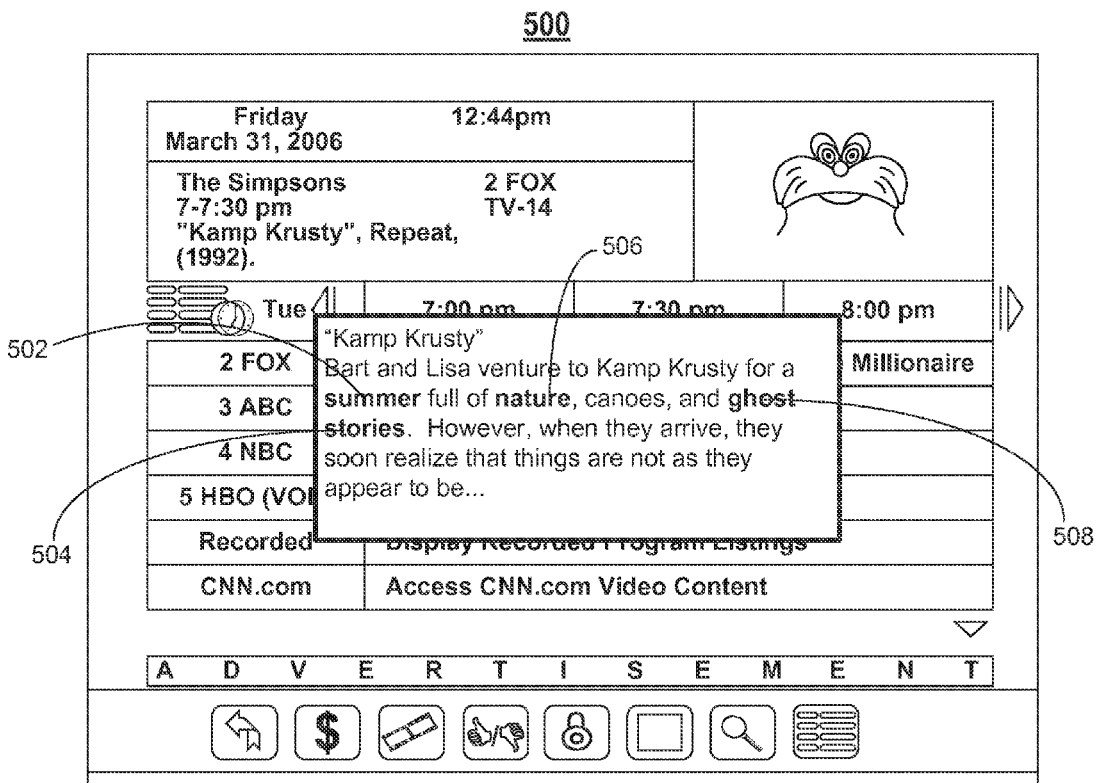 500
Friday 12:44pm
March 31, 2006
The Simpsons 2 FOX
7-7:30 pm TV-14
"Kamp Krusty", Repeat,
(1992).
506
Tue 7:00 pm 7:30 pm 8:00 pm
502
"Kamp Krusty"
2 FOX Millionaire
Bart and Lisa venture to Kamp Krusty for a
summer full of nature, canoes, and ghost
3 ABC
stories. However, when they arrive, they
4 NBC
soon realize that things are not as they
appear to be...
5 HBO
504
508
Recorded Display Recorded Program Listings
CNN.com Access CNN.com Video Content
A D V E R T I S E M E N T
$